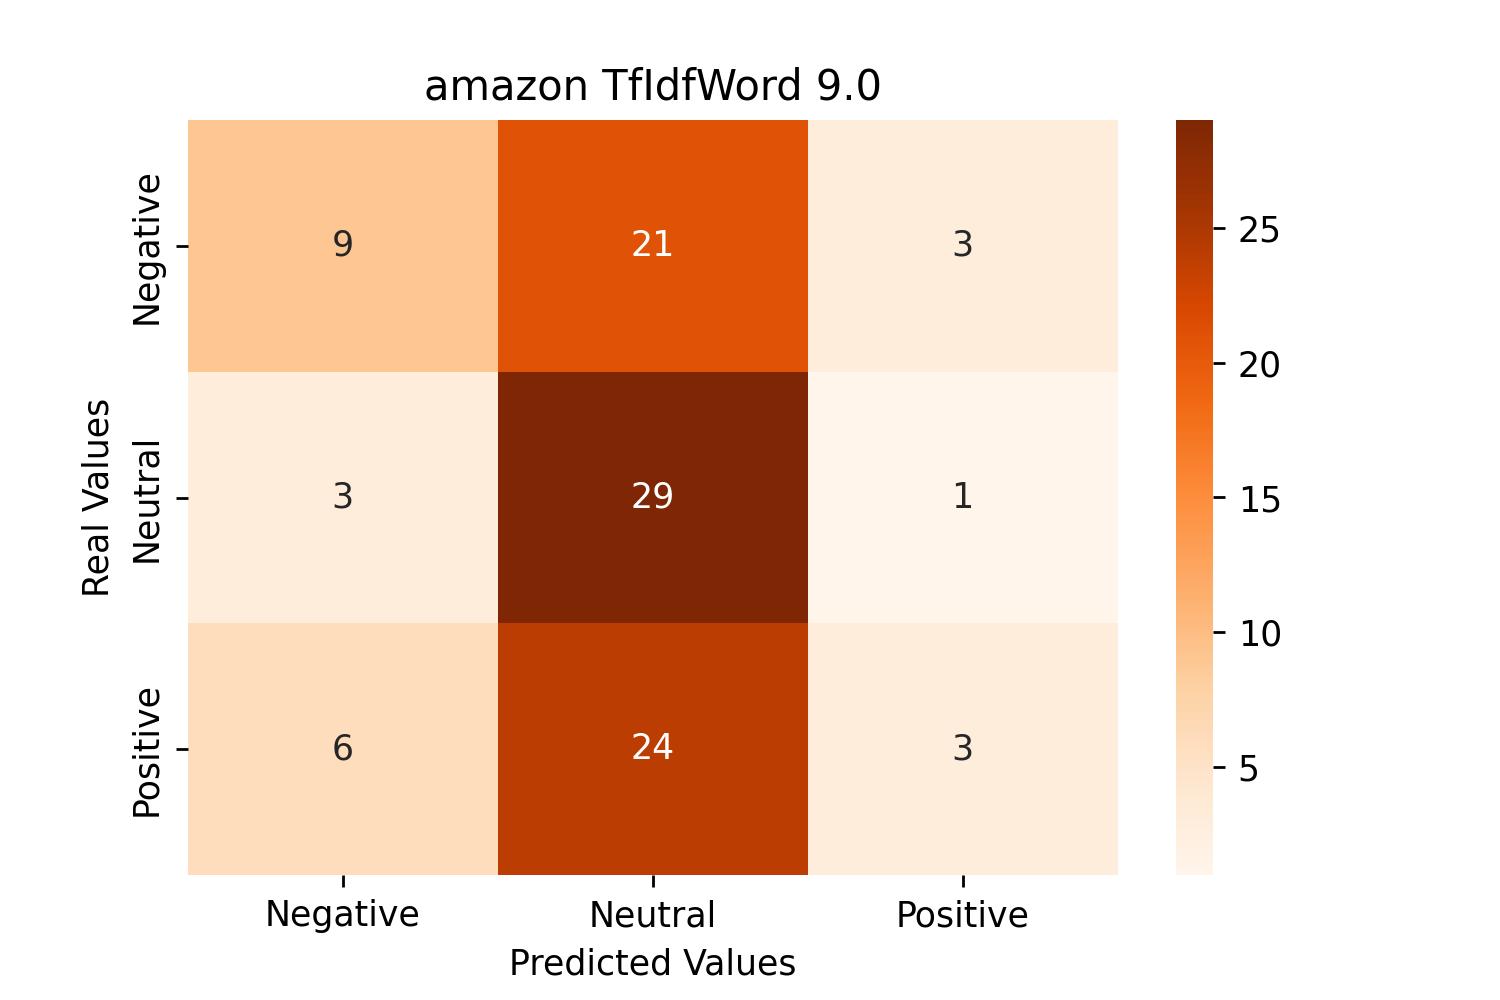 amazon TfIdfWord 9.0
Real Values
Negative
9 21 3
Neutral
3 29 1
Positive
6 24 3
Negative Neutral Positive
Predicted Values
25
20
15
10
5